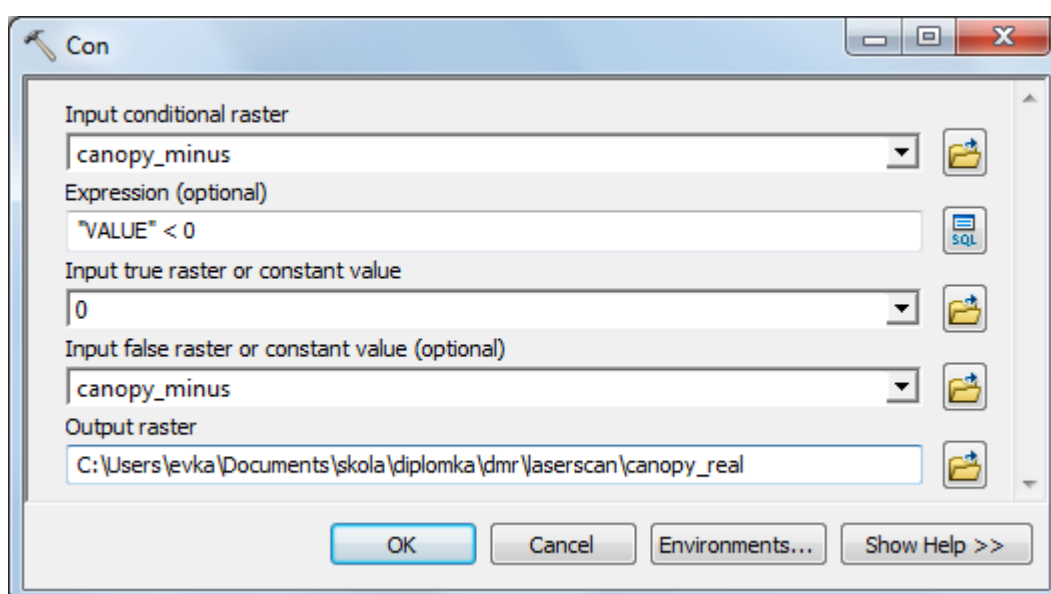 Con
Input conditional raster
canopy_minus
Expression (optional)
"VALUE" < 0
SQL
Input true raster or constant value
0
Input false raster or constant value (optional)
canopy_minus
Output raster
C:\Users\evka\Documents\skola\diplomka\dmr\laserscan\canopy_real
OK Cancel Environments... Show Help >>